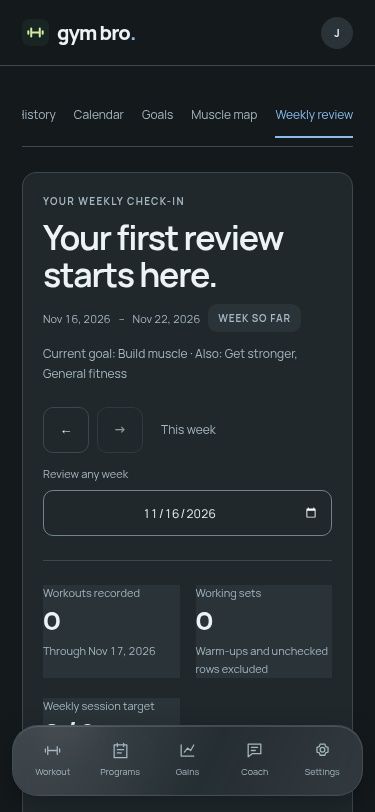 gym bro.
J
History
Calendar
Goals
Muscle map
Weekly review
YOUR WEEKLY CHECK-IN
Your first review
starts here.
Nov 16, 2026 – Nov 22, 2026
WEEK SO FAR
Current goal: Build muscle · Also: Get stronger,
General fitness
←
→
This week
Review any week
11/16/2026
Workouts recorded
0
Through Nov 17, 2026
Working sets
0
Warm-ups and unchecked
rows excluded
Weekly session target
Workout
Programs
Gains
Coach
Settings